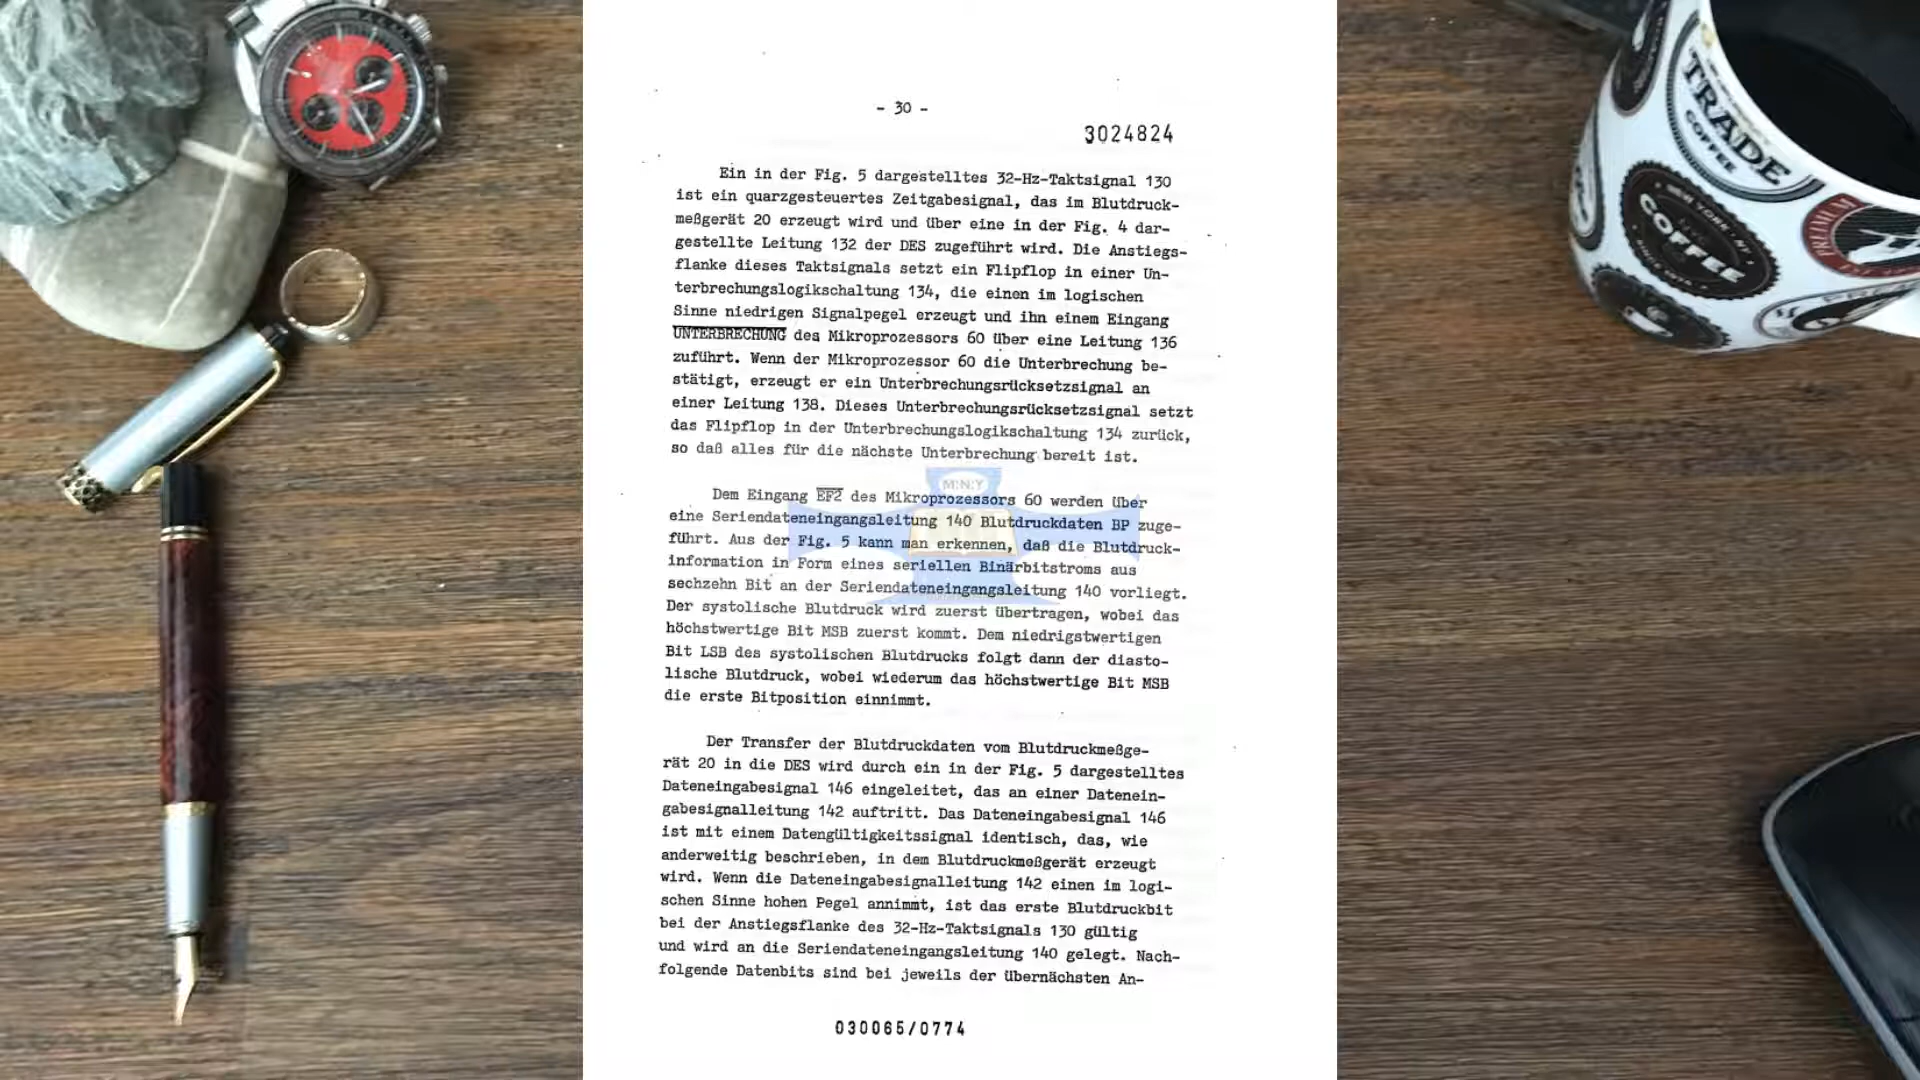 - 30 -
3024824
Ein in der Fig. 5 dargestelltes 32-Hz-Taktsignal 130
ist ein quarzgesteuertes Zeitgabesignal, das im Blutdruck-
meßgerät 20 erzeugt wird und über eine in der Fig. 4 dar-
gestellte Leitung 132 der DES zugeführt wird. Die Anstiegs-
flanke dieses Taktsignals setzt ein Flipflop in einer Un-
terbrechungslogikschaltung 134, die einen im logischen
Sinne niedrigen Signalpegel erzeugt und ihn einem Eingang
UNTERBRECHUNG des Mikroprozessors 60 über eine Leitung 136
zuführt. Wenn der Mikroprozessor 60 die Unterbrechung be-
stätigt, erzeugt er ein Unterbrechungsrücksetzsignal an
einer Leitung 138. Dieses Unterbrechungsrücksetzsignal setzt
das Flipflop in der Unterbrechungslogikschaltung 134 zurück,
so daß alles für die nächste Unterbrechung bereit ist.
M:N:Y
Dem Eingang EF2 des Mikroprozessors 60 werden über
eine Seriendateneingangsleitung 140 Blutdruckdaten BP zuge-
führt. Aus der Fig. 5 kann man erkennen, daß die Blutdruck-
information in Form eines seriellen Binärbitstroms aus
sechzehn Bit an der Seriendateneingangsleitung 140 vorliegt.
Der systolische Blutdruck wird zuerst übertragen, wobei das
höchstwertige Bit MSB zuerst kommt. Dem niedrigstwertigen
Bit LSB des systolischen Blutdrucks folgt dann der diasto-
lische Blutdruck, wobei wiederum das höchstwertige Bit MSB
die erste Bitposition einnimmt.
Der Transfer der Blutdruckdaten vom Blutdruckmeßge-
rät 20 in die DES wird durch ein in der Fig. 5 dargestelltes
Dateneingabesignal 146 eingeleitet, das an einer Datenein-
gabesignalleitung 142 auftritt. Das Dateneingabesignal 146
ist mit einem Datengültigkeitssignal identisch, das, wie
anderweitig beschrieben, in dem Blutdruckmeßgerät erzeugt
wird. Wenn die Dateneingabesignalleitung 142 einen im logi-
schen Sinne hohen Pegel annimmt, ist das erste Blutdruckbit
bei der Anstiegsflanke des 32-Hz-Taktsignals 130 gültig
und wird an die Seriendateneingangsleitung 140 gelegt. Nach-
folgende Datenbits sind bei jeweils der übernächsten An-
030065/0774
TRADE
COFFEE
NEW YORK, N.Y.
COFFEE
PREMIUM